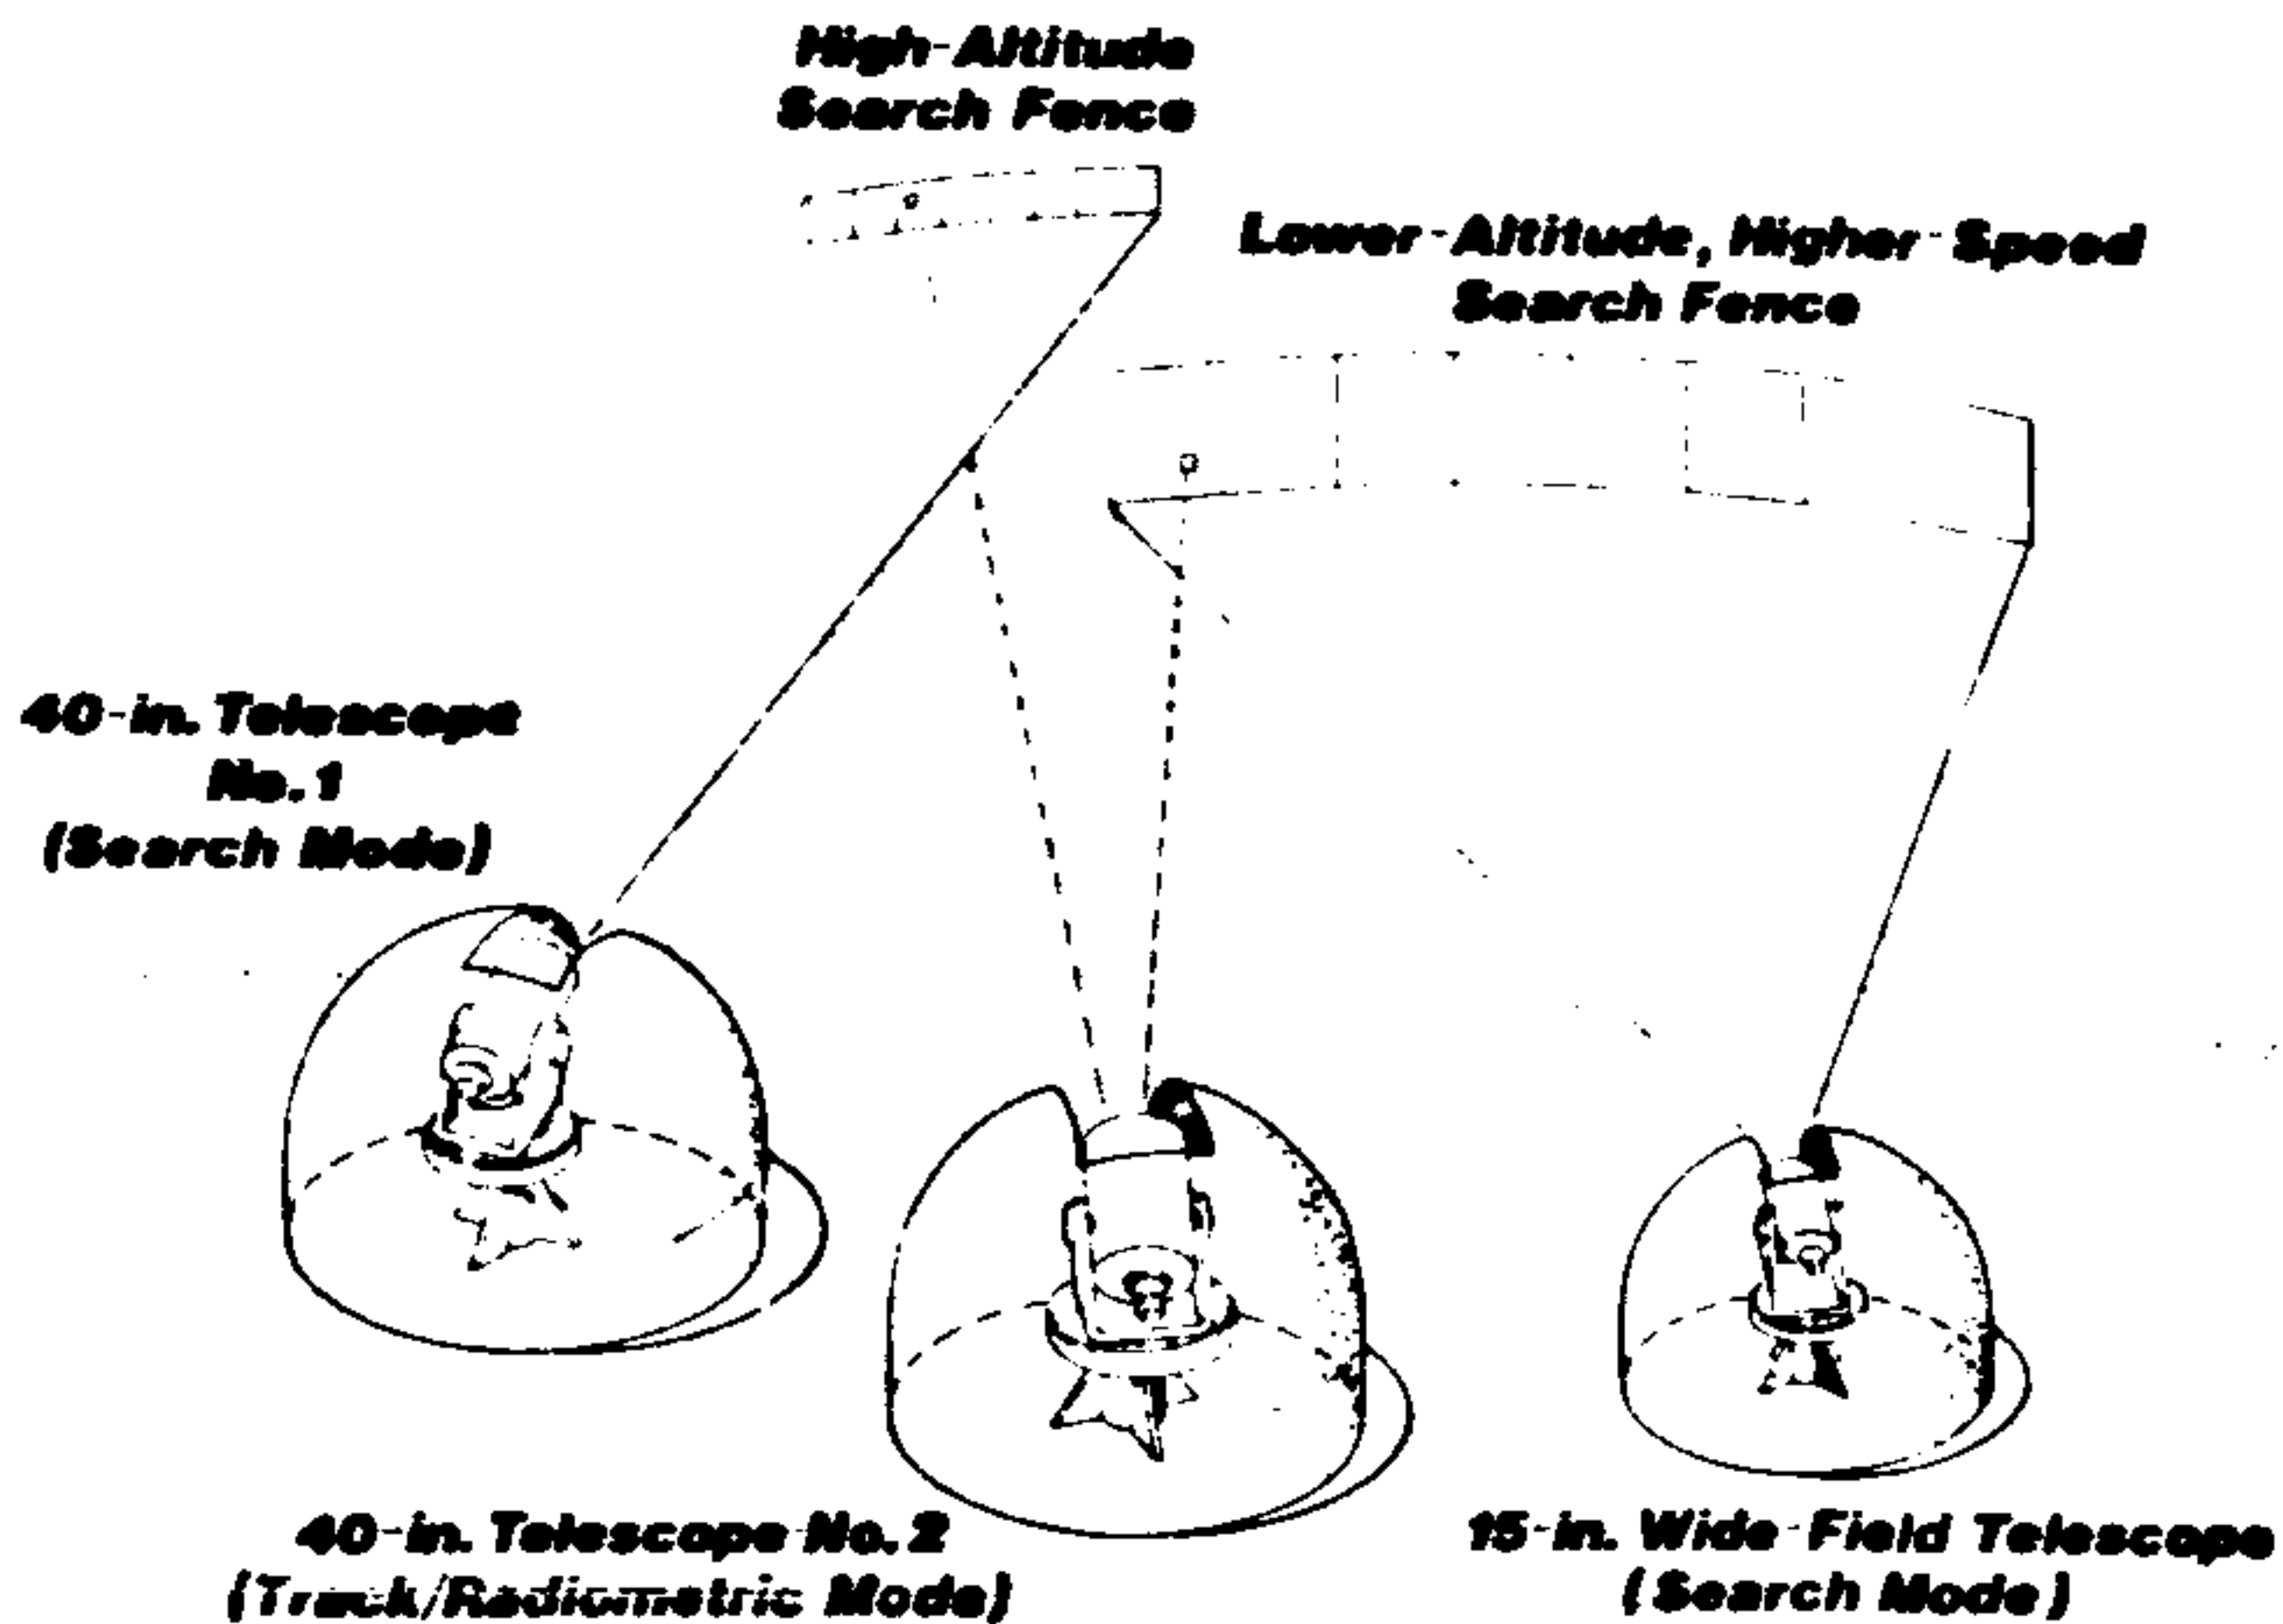 High-Altitude
Search Fence
Lower-Altitude, Higher-Speed
Search Fence
40-in. Telescope
No. 1
(Search Mode)
40-in. Telescope No. 2
(Track/Radiometric Mode)
15-in. Wide-Field Telescope
(Search Mode)